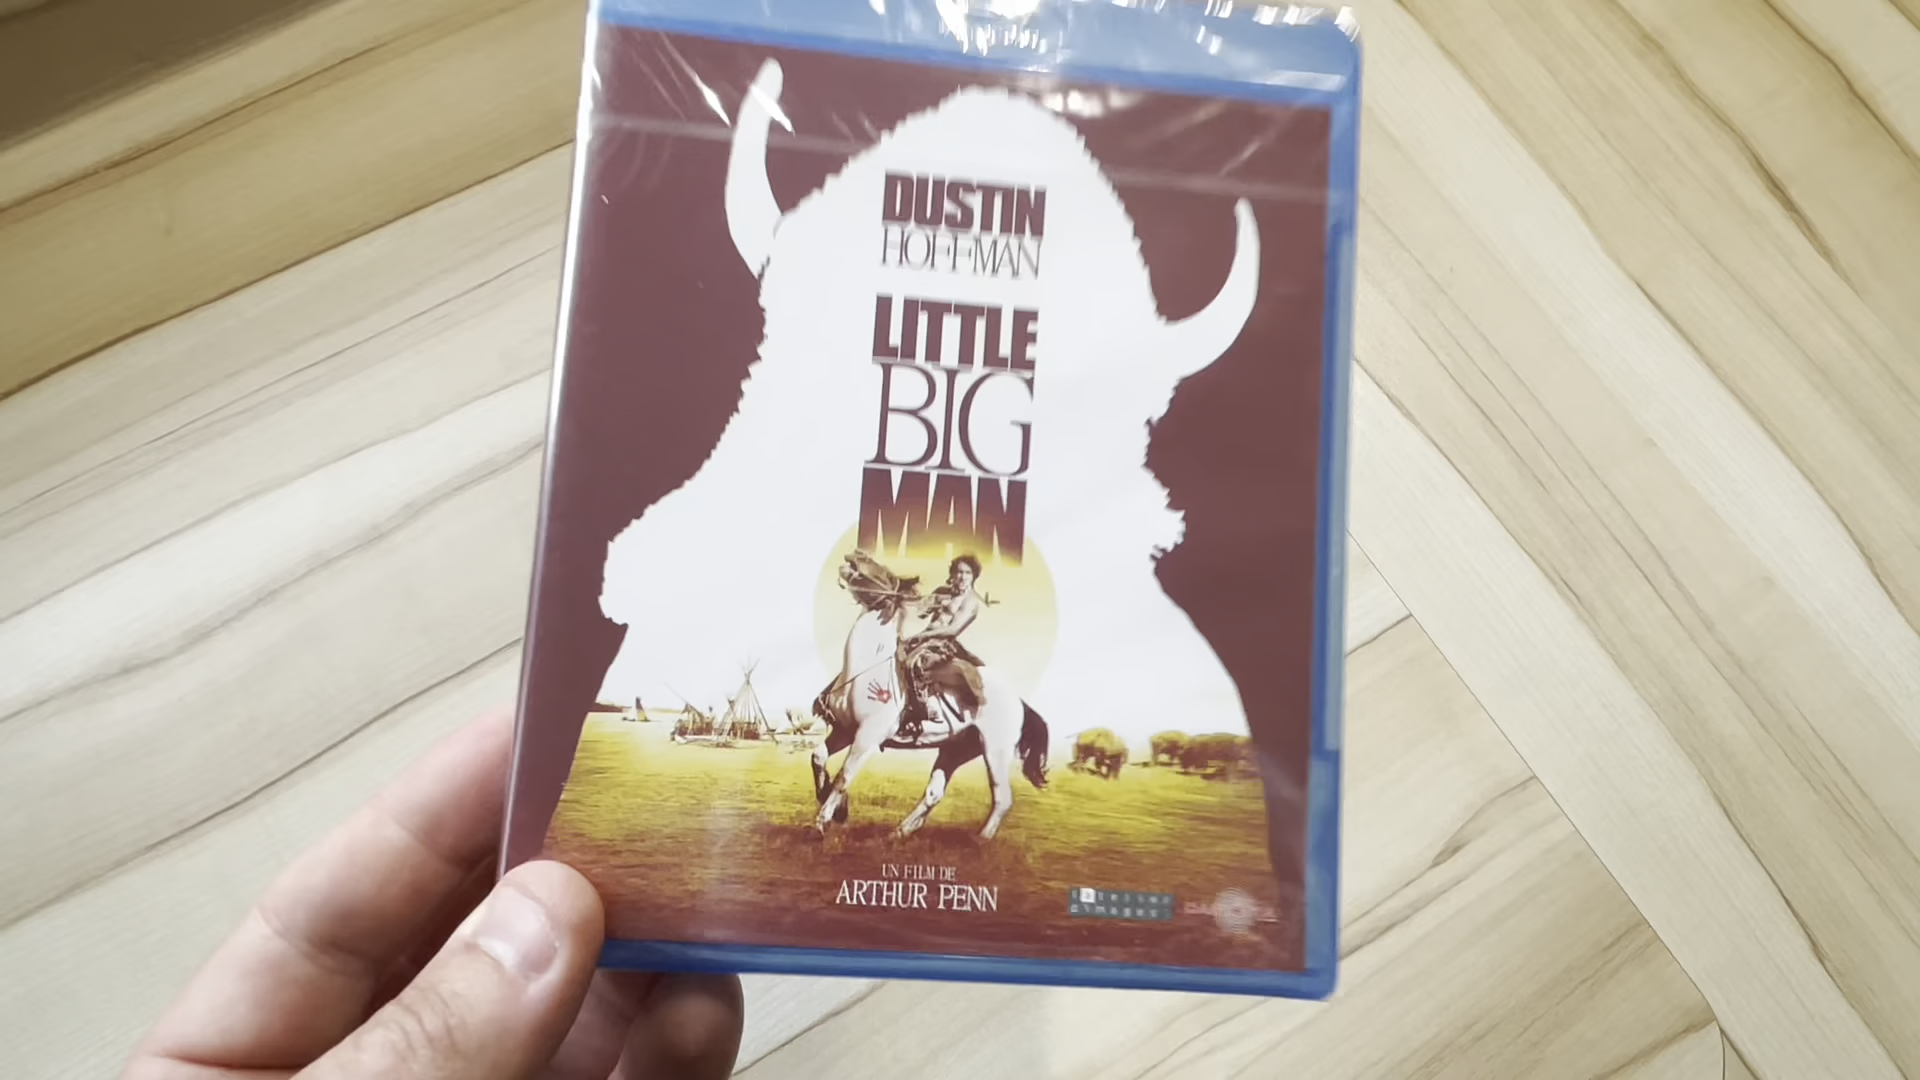 DUSTIN
HOFFMAN
LITTLE
BIG
MAN
UN FILM DE
ARTHUR PENN